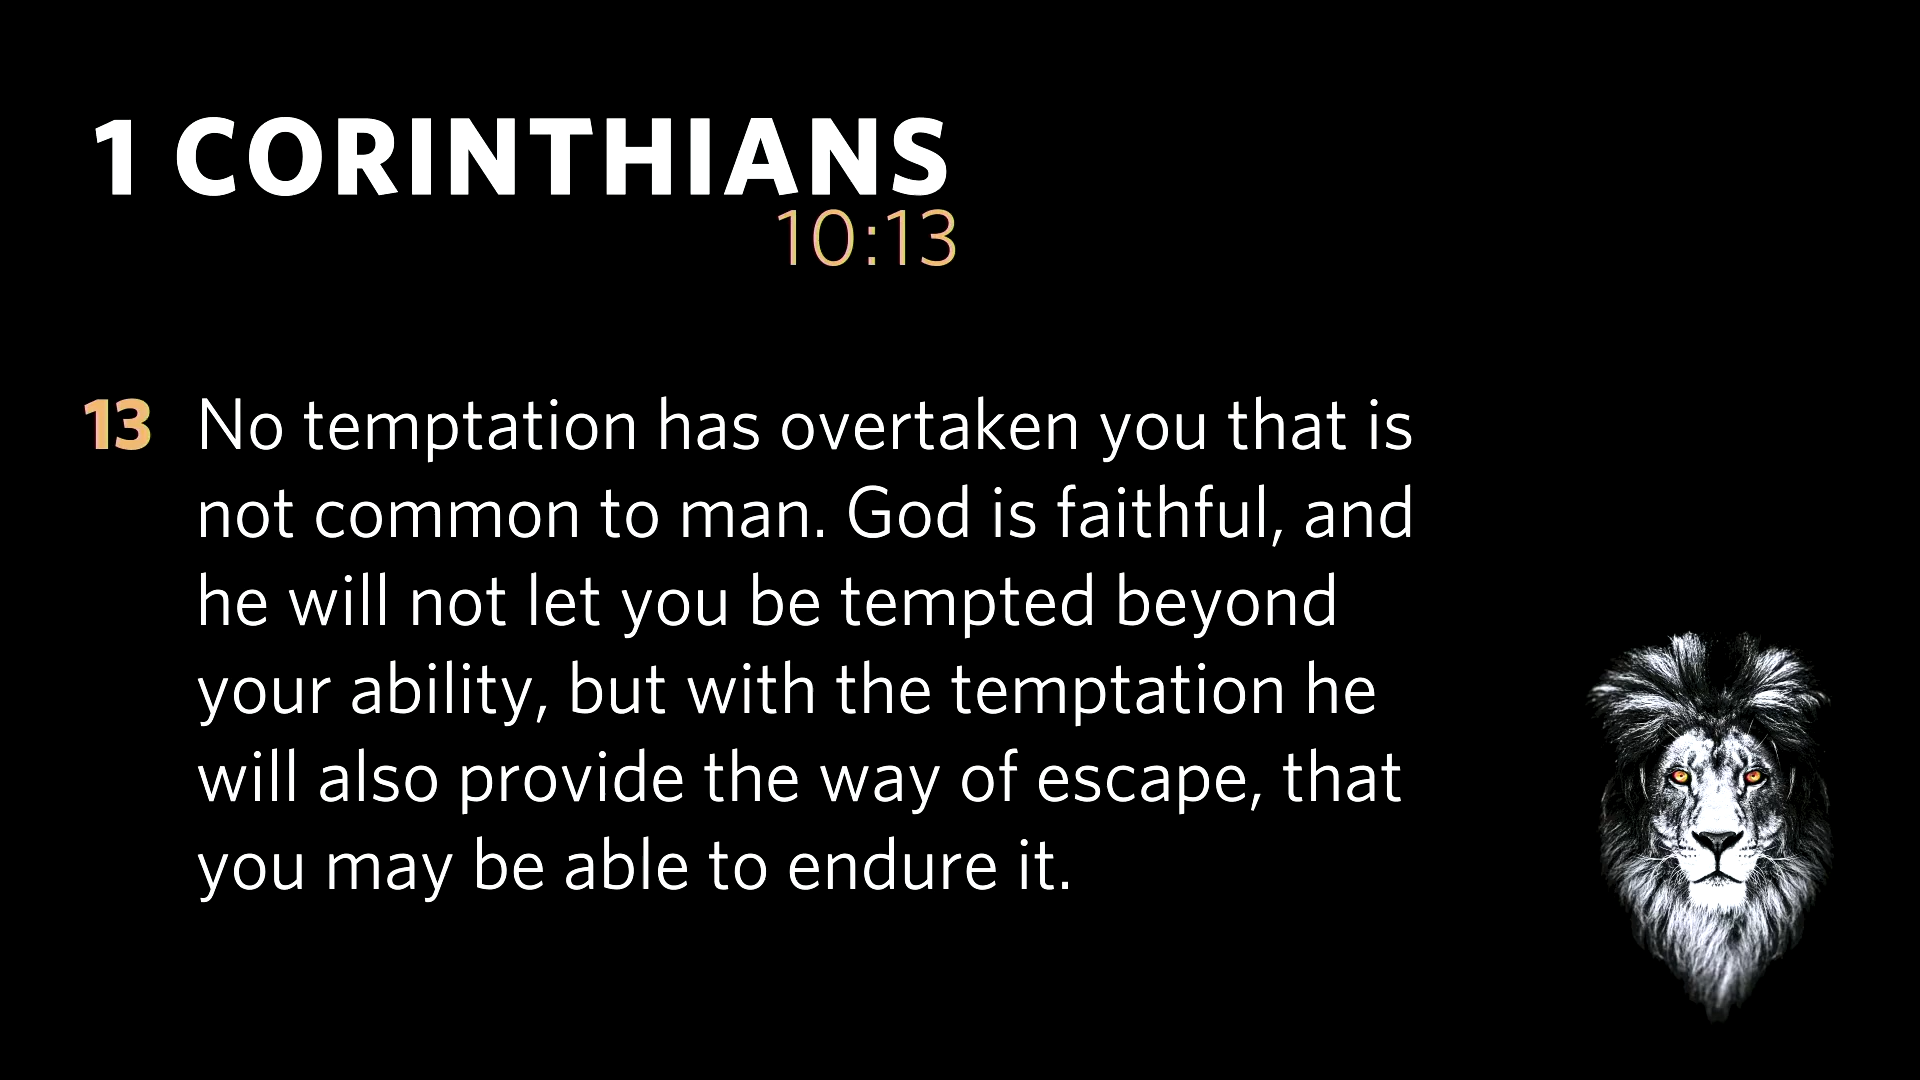 1 CORINTHIANS
10:13
13 No temptation has overtaken you that is
not common to man. God is faithful, and
he will not let you be tempted beyond
your ability, but with the temptation he
will also provide the way of escape, that
you may be able to endure it.